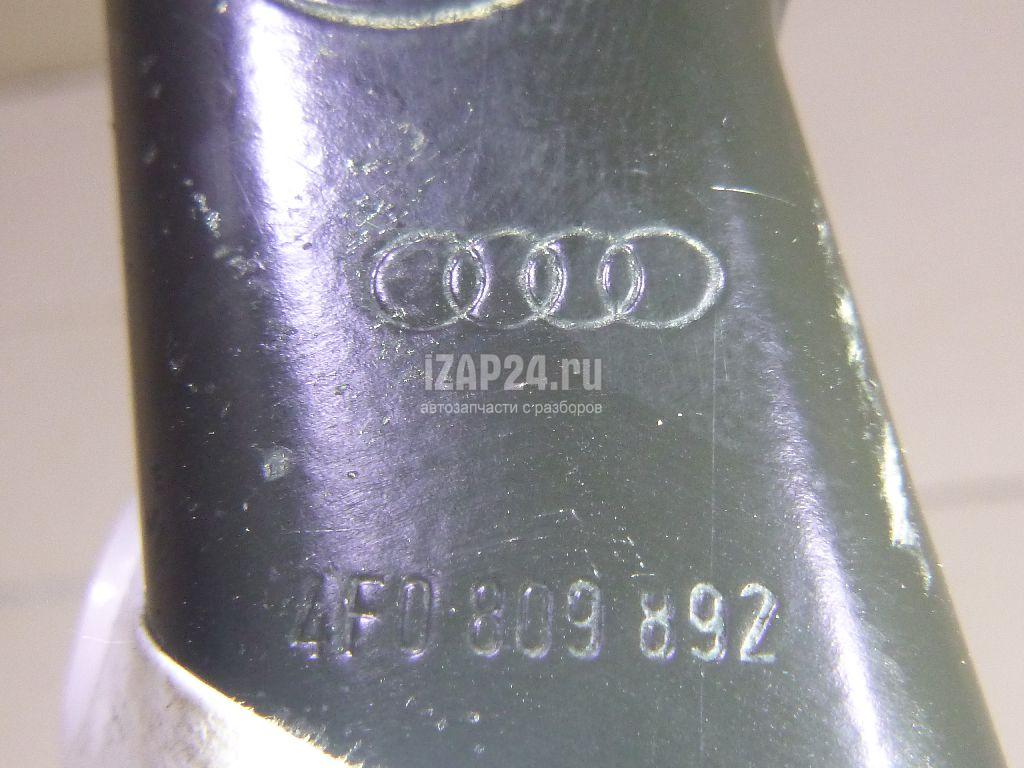 iZAP24.ru
автозапчасти с разборов
4F0 809 892